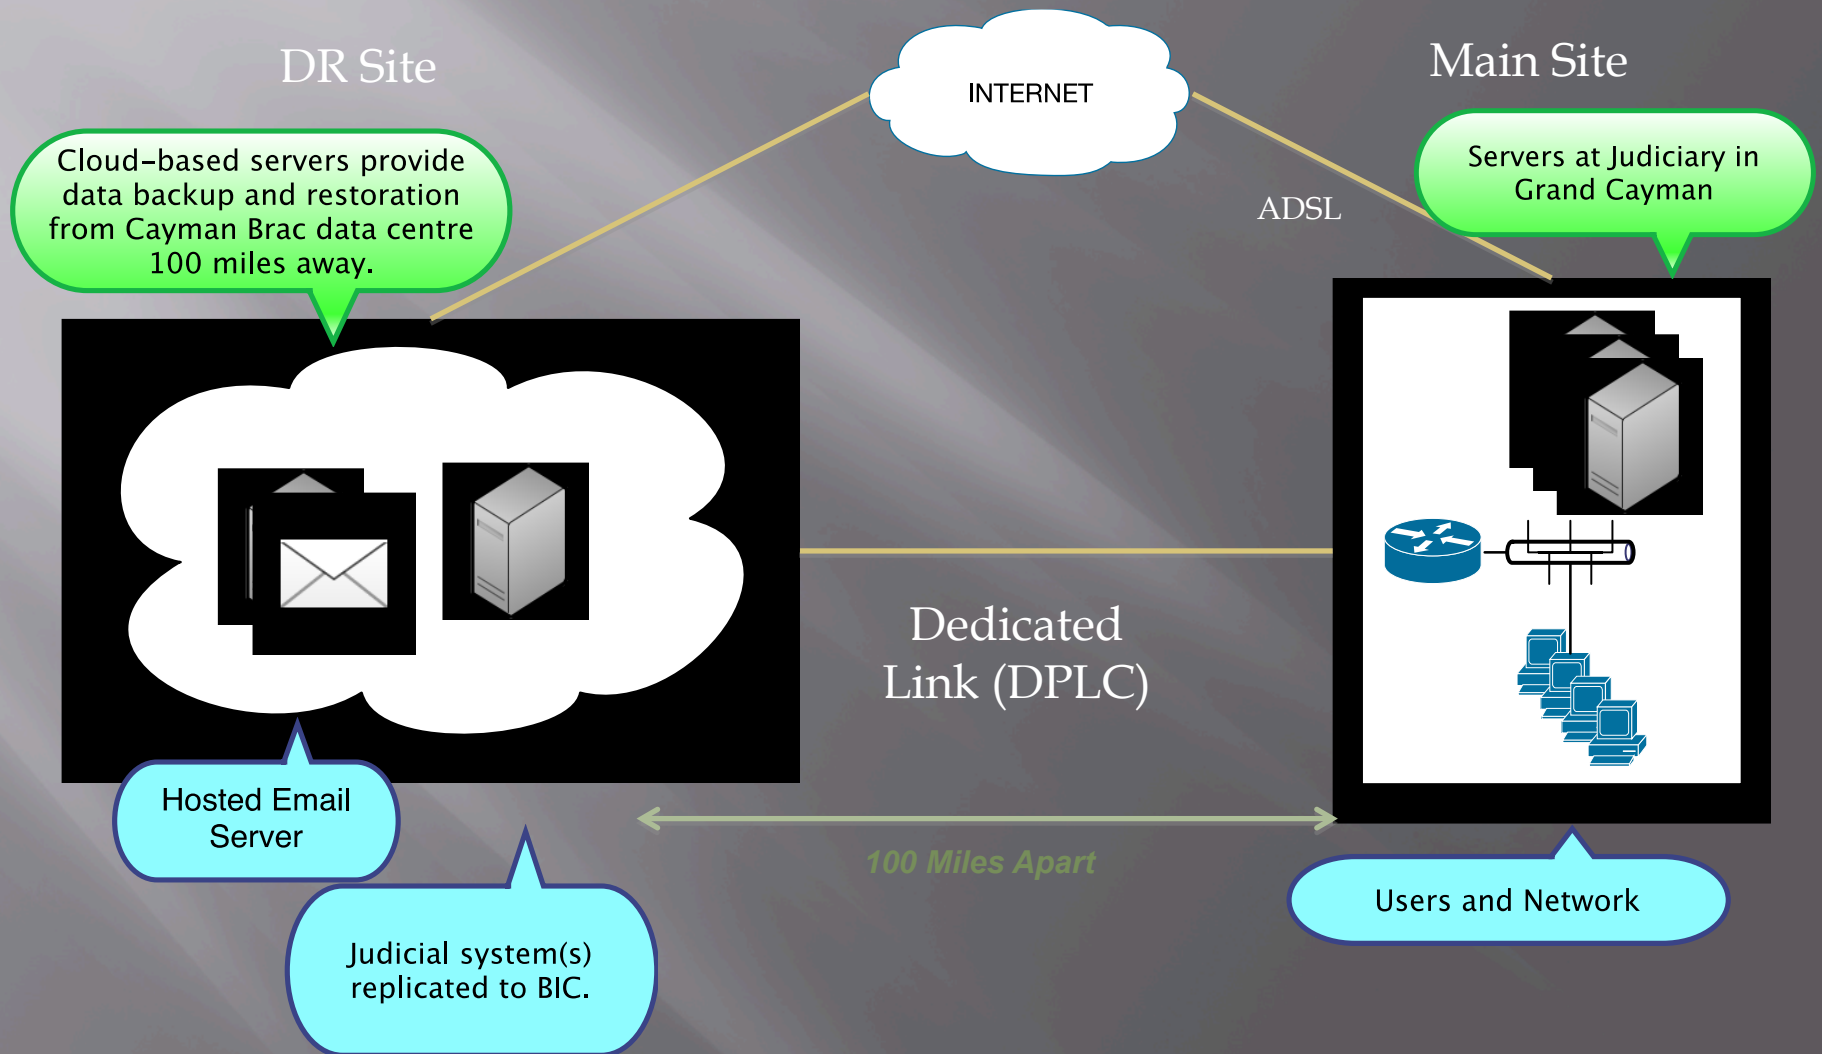 DR Site
INTERNET
Main Site
Cloud-based servers provide
data backup and restoration
from Cayman Brac data centre
100 miles away.
Servers at Judiciary in
Grand Cayman
ADSL
Dedicated
Link (DPLC)
Hosted Email
Server
100 Miles Apart
Users and Network
Judicial system(s)
replicated to BIC.